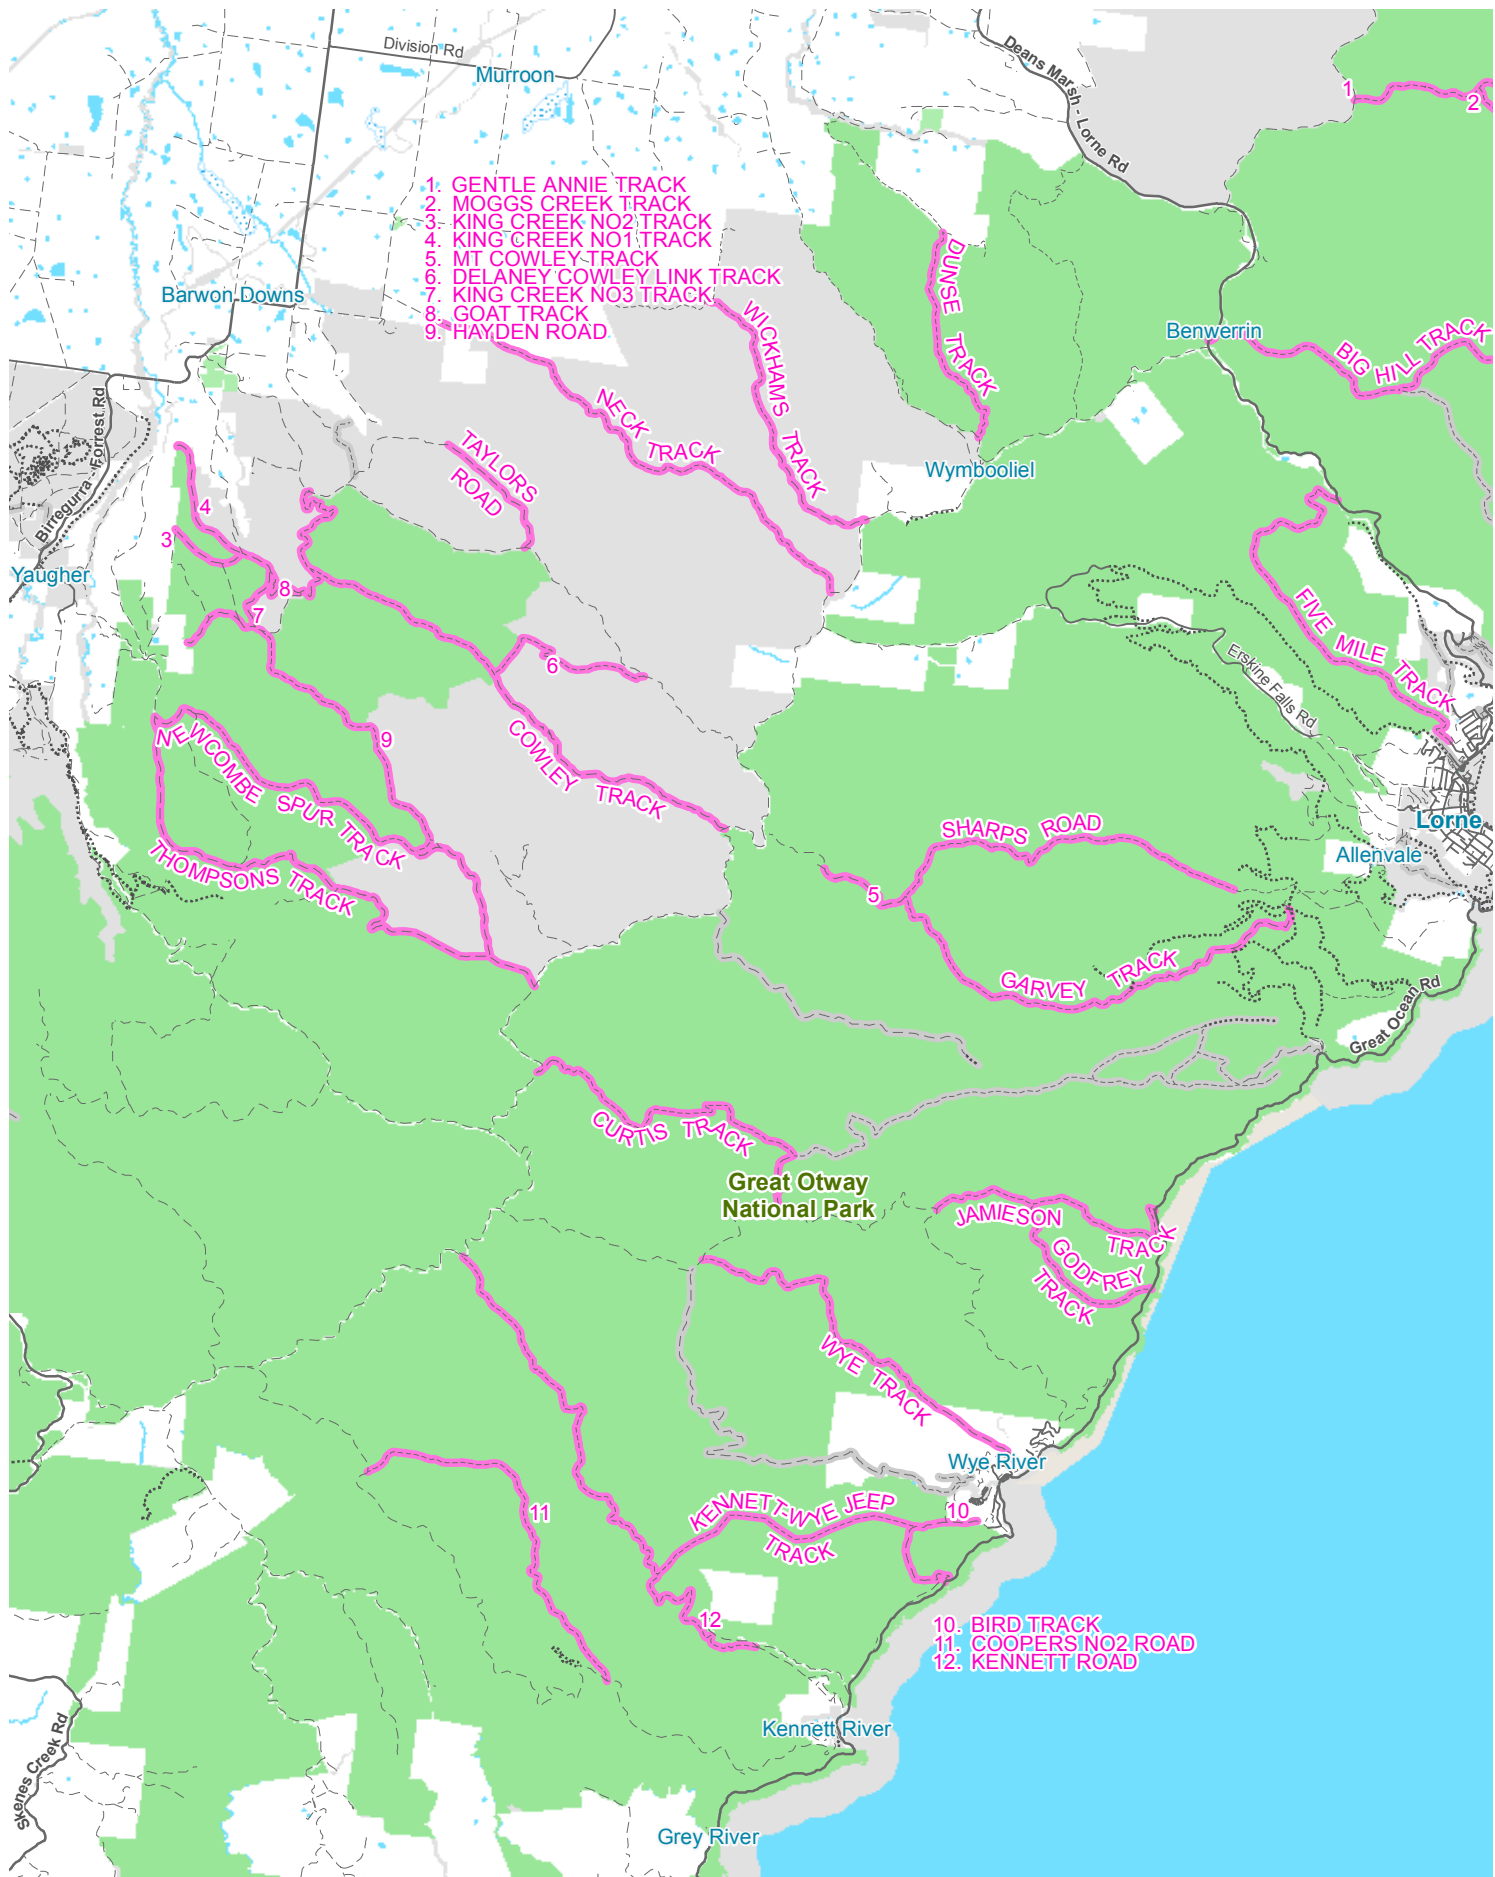 Division Rd
Murroon
Deans Marsh - Lorne Rd
1
2
1. GENTLE ANNIE TRACK
2. MOGGS CREEK TRACK
3. KING CREEK NO2 TRACK
4. KING CREEK NO1 TRACK
5. MT COWLEY TRACK
6. DELANEY COWLEY LINK TRACK
7. KING CREEK NO3 TRACK
8. GOAT TRACK
9. HAYDEN ROAD
Barwon Downs
DUNSE TRACK
WICKHAMS TRACK
Benwerrin
BIG HILL TRACK
NECK TRACK
TAYLORS
ROAD
Wymbooliel
Birregurra - Forrest Rd
4
3
Yaugher
8
7
FIVE MILE TRACK
Erskine Falls Rd
6
9
NEWCOMBE SPUR TRACK
COWLEY TRACK
SHARPS ROAD
Lorne
Allenvale
THOMPSONS TRACK
5
GARVEY TRACK
Great Ocean Rd
CURTIS TRACK
Great Otway
National Park
JAMIESON TRACK
GODFREY
TRACK
WYE TRACK
Wye River
KENNETT-WYE JEEP
TRACK
10
11
12
10. BIRD TRACK
11. COOPERS NO2 ROAD
12. KENNETT ROAD
Skenes Creek Rd
Kennett River
Grey River